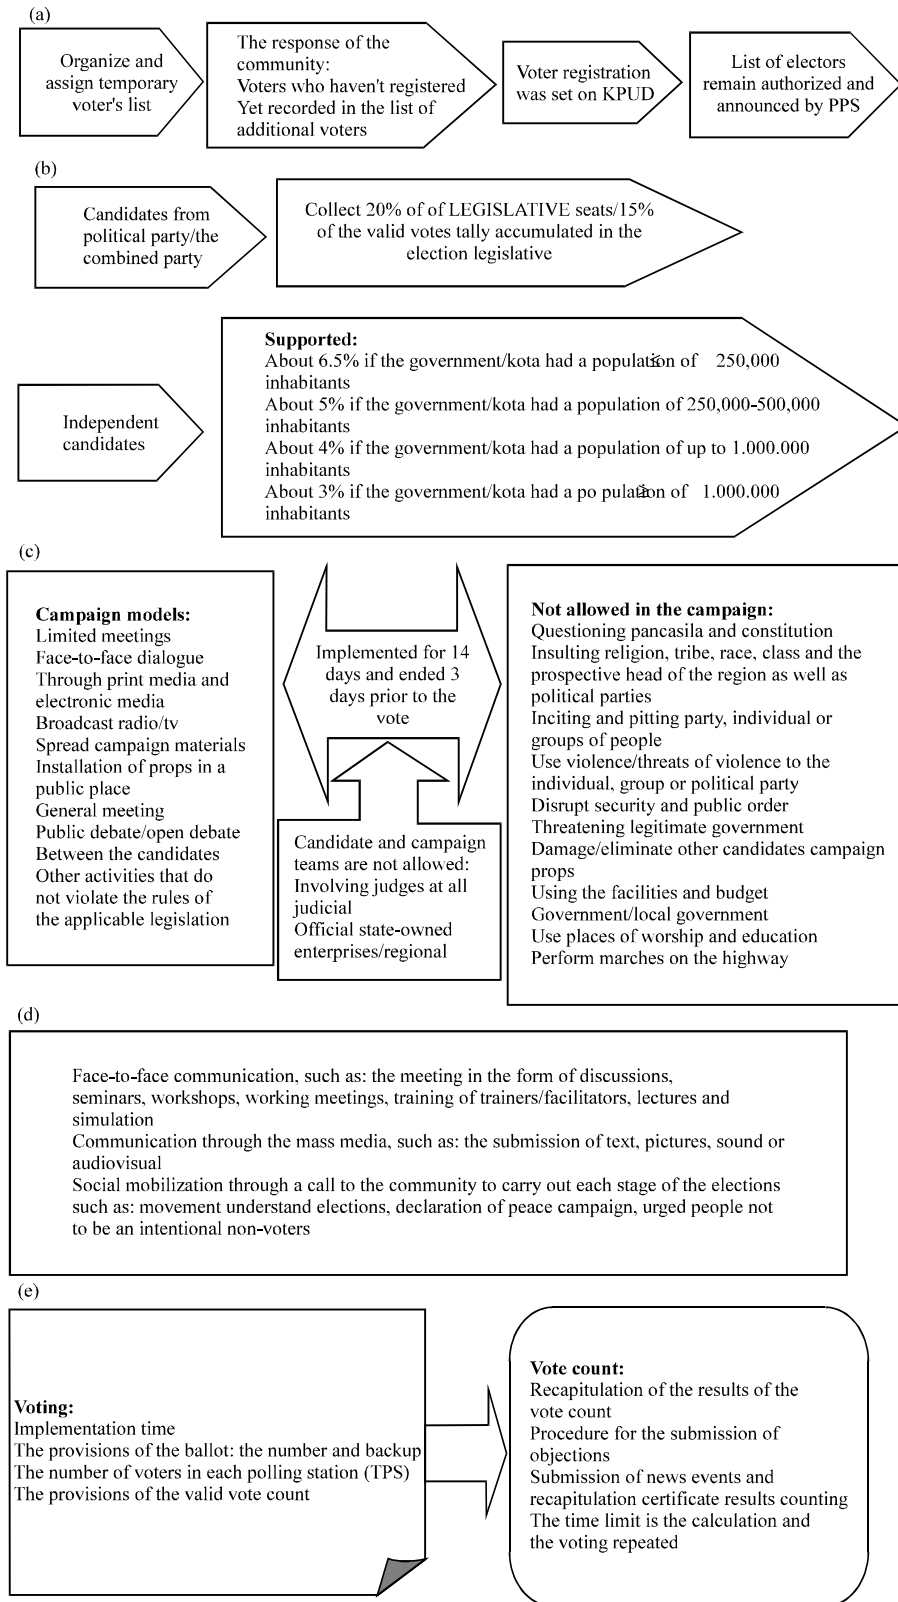 (a)
Organize and
assign temporary
voter's list
The response of the
community:
Voters who haven't registered
Yet recorded in the list of
additional voters
Voter registration
was set on KPUD
List of electors
remain authorized and
announced by PPS
(b)
Candidates from
political party/the
combined party
Collect 20% of of LEGISLATIVE seats/15%
of the valid votes tally accumulated in the
election legislative
Independent
candidates
Supported:
About 6.5% if the government/kota had a population of ≤ 250,000
inhabitants
About 5% if the government/kota had a population of 250,000-500,000
inhabitants
About 4% if the government/kota had a population of up to 1.000.000
inhabitants
About 3% if the government/kota had a po pulation of ≥ 1.000.000
inhabitants
(c)
Campaign models:
Limited meetings
Face-to-face dialogue
Through print media and
electronic media
Broadcast radio/tv
Spread campaign materials
Installation of props in a
public place
General meeting
Public debate/open debate
Between the candidates
Other activities that do
not violate the rules of
the applicable legislation
Implemented for 14
days and ended 3
days prior to the
vote
Candidate and campaign
teams are not allowed:
Involving judges at all
judicial
Official state-owned
enterprises/regional
Not allowed in the campaign:
Questioning pancasila and constitution
Insulting religion, tribe, race, class and the
prospective head of the region as well as
political parties
Inciting and pitting party, individual or
groups of people
Use violence/threats of violence to the
individual, group or political party
Disrupt security and public order
Threatening legitimate government
Damage/eliminate other candidates campaign
props
Using the facilities and budget
Government/local government
Use places of worship and education
Perform marches on the highway
(d)
Face-to-face communication, such as: the meeting in the form of discussions,
seminars, workshops, working meetings, training of trainers/facilitators, lectures and
simulation
Communication through the mass media, such as: the submission of text, pictures, sound or
audiovisual
Social mobilization through a call to the community to carry out each stage of the elections
such as: movement understand elections, declaration of peace campaign, urged people not
to be an intentional non-voters
(e)
Voting:
Implementation time
The provisions of the ballot: the number and backup
The number of voters in each polling station (TPS)
The provisions of the valid vote count
Vote count:
Recapitulation of the results of the
vote count
Procedure for the submission of
objections
Submission of news events and
recapitulation certificate results counting
The time limit is the calculation and
the voting repeated